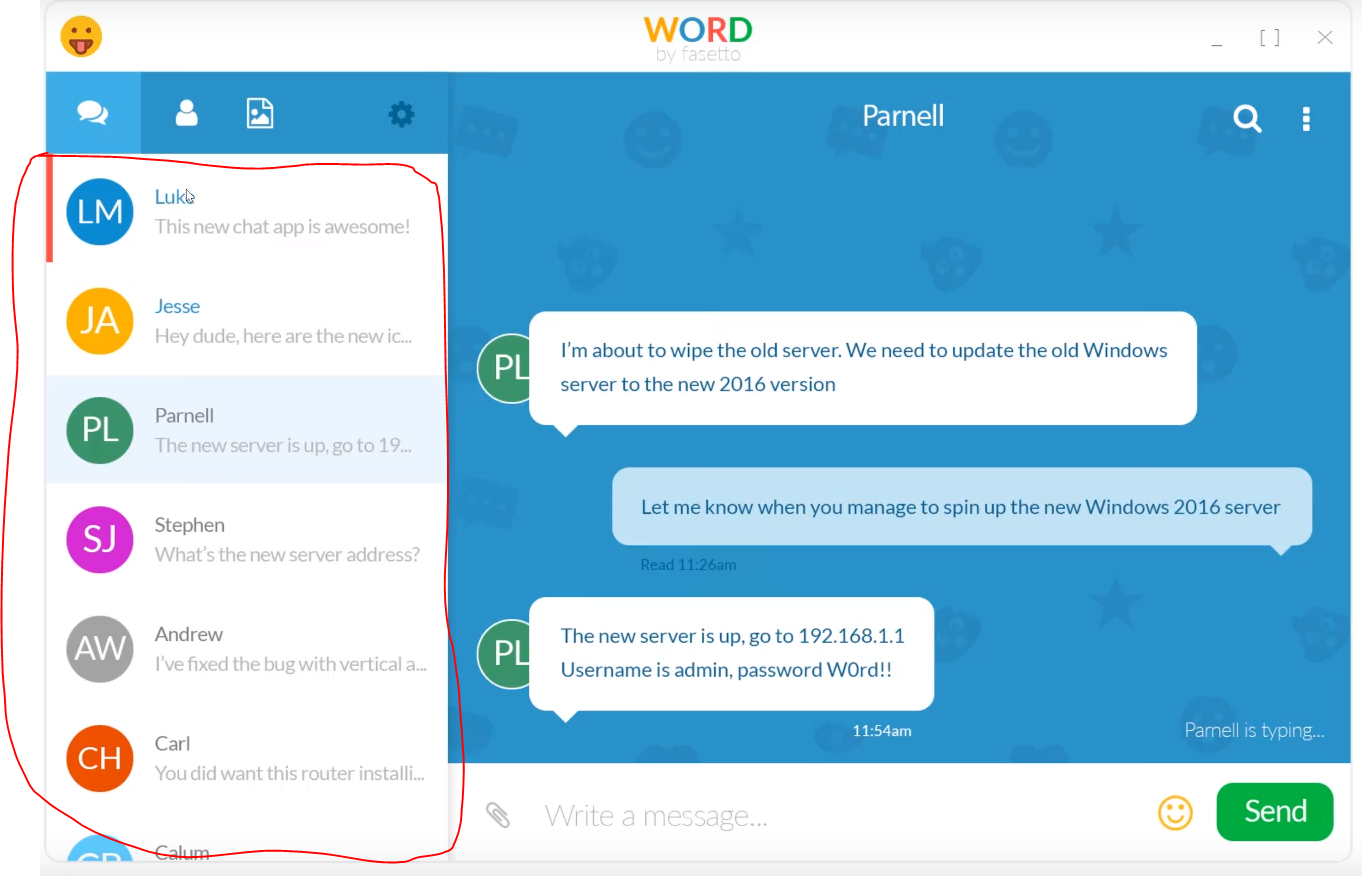 WORD
by fasetto
Parnell
LM
Luke
This new chat app is awesome!
JA
Jesse
Hey dude, here are the new ic...
PL
Parnell
The new server is up, go to 19...
SJ
Stephen
What's the new server address?
AW
Andrew
I've fixed the bug with vertical a...
CH
Carl
You did want this router installi...
CB
Calum
PL
I'm about to wipe the old server. We need to update the old Windows
server to the new 2016 version
Let me know when you manage to spin up the new Windows 2016 server
Read 11:26am
PL
The new server is up, go to 192.168.1.1
Username is admin, password W0rd!!
11:54am
Parnell is typing...
Write a message...
Send